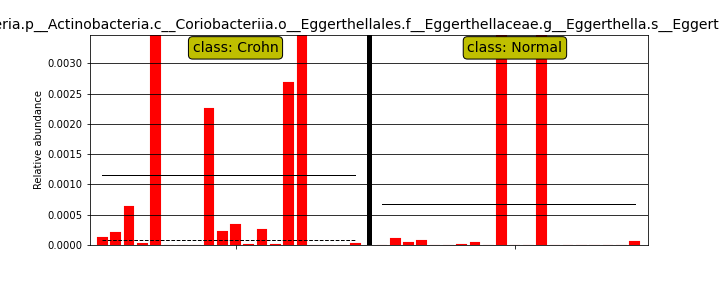 eria.p__Actinobacteria.c__Coriobacteriia.o__Eggerthellales.f__Eggerthellaceae.g__Eggerthella.s__Eggert
class: Crohn
class: Normal
Relative abundance
0.0030
0.0025
0.0020
0.0015
0.0010
0.0005
0.0000